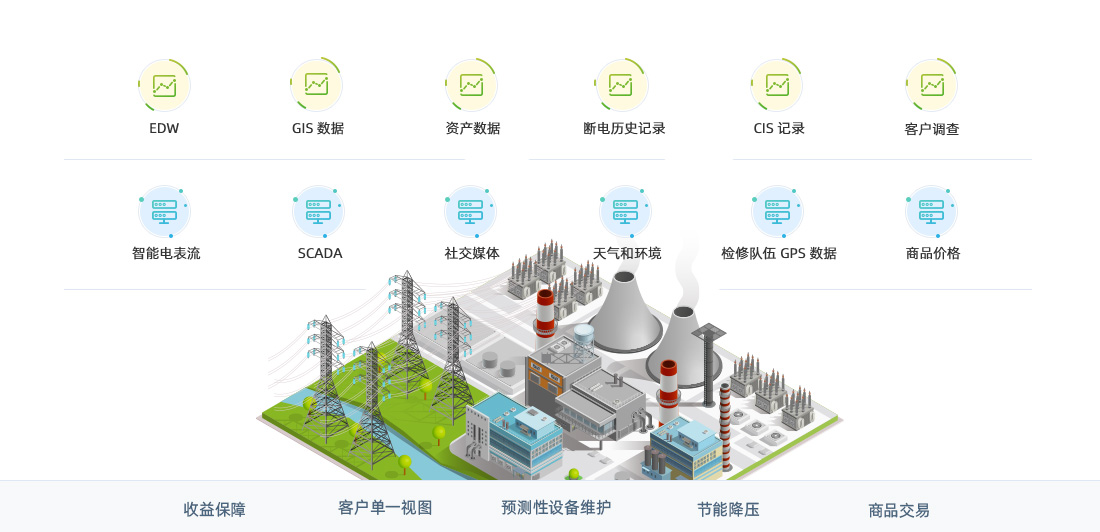 EDW
GIS 数据
资产数据
断电历史记录
CIS 记录
客户调查
智能电表流
SCADA
社交媒体
天气和环境
检修队伍 GPS 数据
商品价格
收益保障
客户单一视图
预测性设备维护
节能降压
商品交易